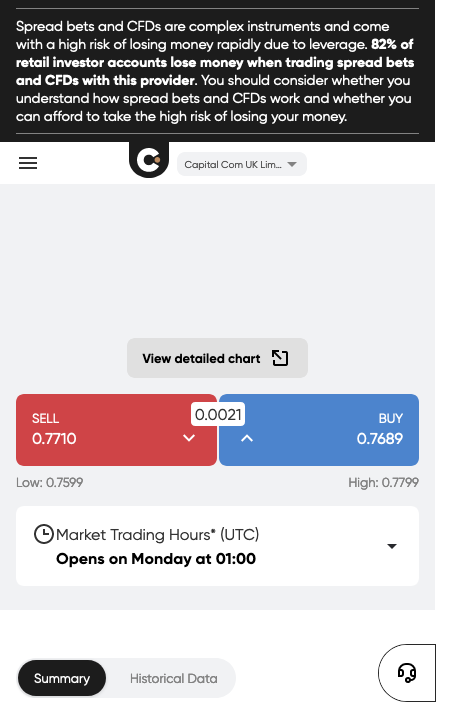 Spread bets and CFDs are complex instruments and come
with a high risk of losing money rapidly due to leverage. 82% of
retail investor accounts lose money when trading spread bets
and CFDs with this provider. You should consider whether you
understand how spread bets and CFDs work and whether you
can afford to take the high risk of losing your money.
Capital Com UK Lim...
View detailed chart
0.0021
SELL
BUY
0.7710
0.7689
Low: 0.7599
High: 0.7799
Market Trading Hours* (UTC)
Opens on Monday at 01:00
Summary
Historical Data